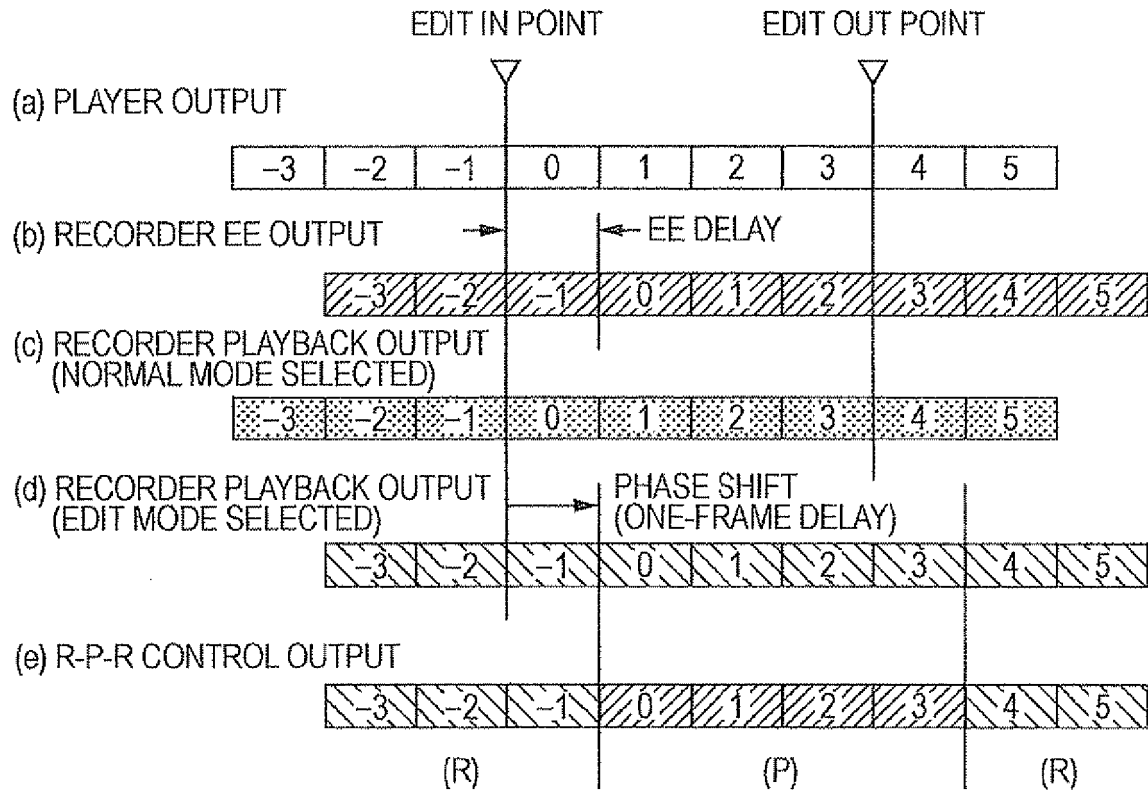 EDIT IN POINT EDIT OUT POINT
(a) PLAYER OUTPUT
–3 –2 –1 0 1 2 3 4 5
(b) RECORDER EE OUTPUT EE DELAY
–3 –2 –1 0 1 2 3 4 5
(c) RECORDER PLAYBACK OUTPUT
(NORMAL MODE SELECTED)
–3 –2 –1 0 1 2 3 4 5
(d) RECORDER PLAYBACK OUTPUT PHASE SHIFT
(EDIT MODE SELECTED) (ONE-FRAME DELAY)
–3 –2 –1 0 1 2 3 4 5
(e) R-P-R CONTROL OUTPUT
–3 –2 –1 0 1 2 3 4 5
(R) (P) (R)